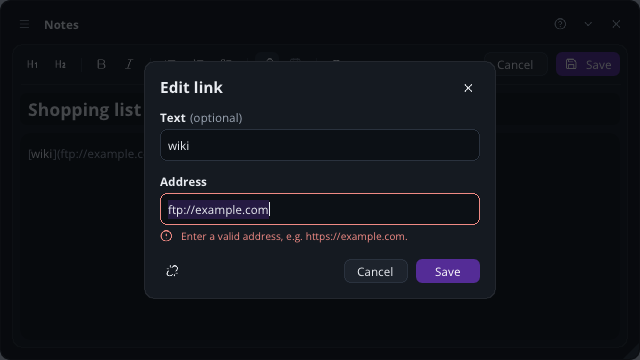 Notes
H1 H2 B I
Cancel Save
Shopping list
[wiki](ftp://example.c
Edit link
Text (optional)
wiki
Address
ftp://example.com
Enter a valid address, e.g. https://example.com.
Cancel Save